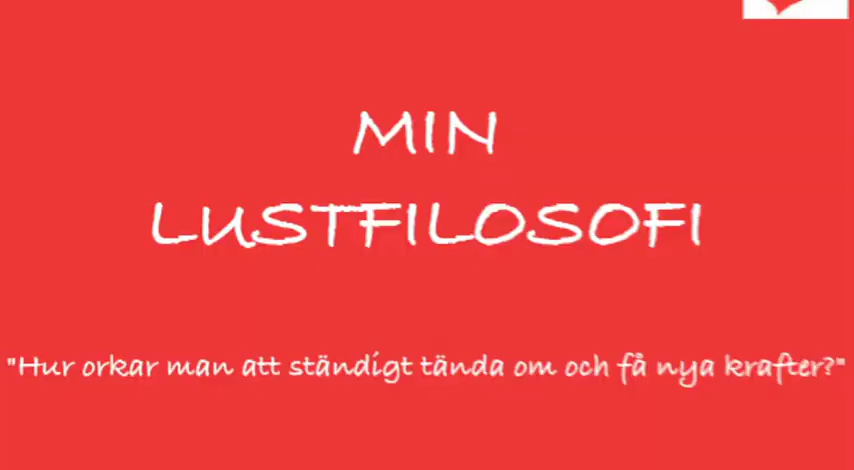 MIN
LUSTFILOSOFI
"Hur orkar man att ständigt tända om och få nya krafter?"